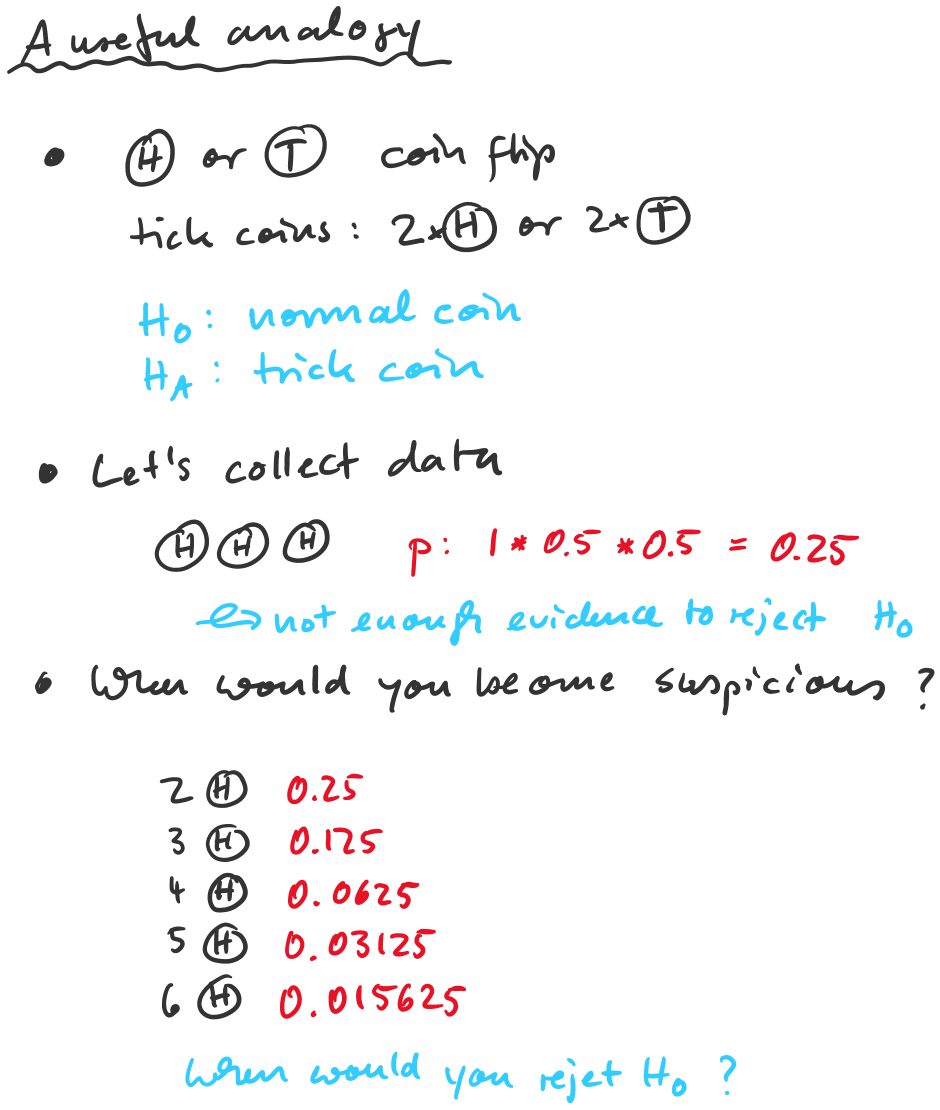 A useful analogy
• H or T coin flip
tick coins: 2xH or 2xT
H0: normal coin
HA: trick coin
• Let's collect data
H H H p: 1 * 0.5 * 0.5 = 0.25
↪ not enough evidence to reject H0
• When would you become suspicious?
2 H 0.25
3 H 0.125
4 H 0.0625
5 H 0.03125
6 H 0.015625
When would you rejet H0?